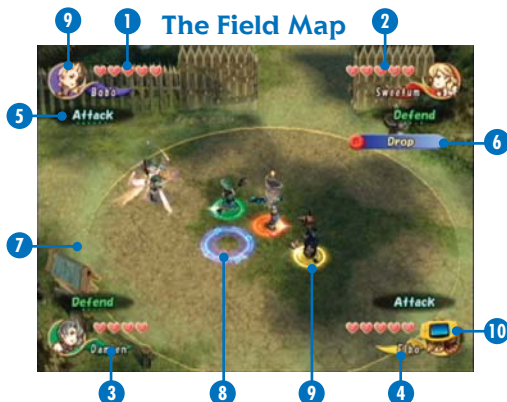 The Field Map
9 1 2
Bobo
Sweetum
5 Attack
Defend
Drop 6
7
Defend
Attack
10
Damien
Elbo
3 8 9 4